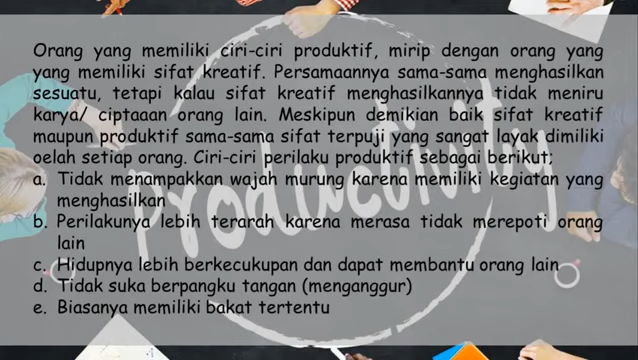 Orang yang memiliki ciri-ciri produktif, mirip dengan orang yang
yang memiliki sifat kreatif. Persamaannya sama-sama menghasilkan
sesuatu, tetapi kalau sifat kreatif menghasilkannya tidak meniru
karya/ ciptaaan orang lain. Meskipun demikian baik sifat kreatif
maupun produktif sama-sama sifat terpuji yang sangat layak dimiliki
oelah setiap orang. Ciri-ciri perilaku produktif sebagai berikut;
a. Tidak menampakkan wajah murung karena memiliki kegiatan yang
menghasilkan
b. Perilakunya lebih terarah karena merasa tidak merepoti orang
lain
c. Hidupnya lebih berkecukupan dan dapat membantu orang lain
d. Tidak suka berpangku tangan (menganggur)
e. Biasanya memiliki bakat tertentu
Productivity